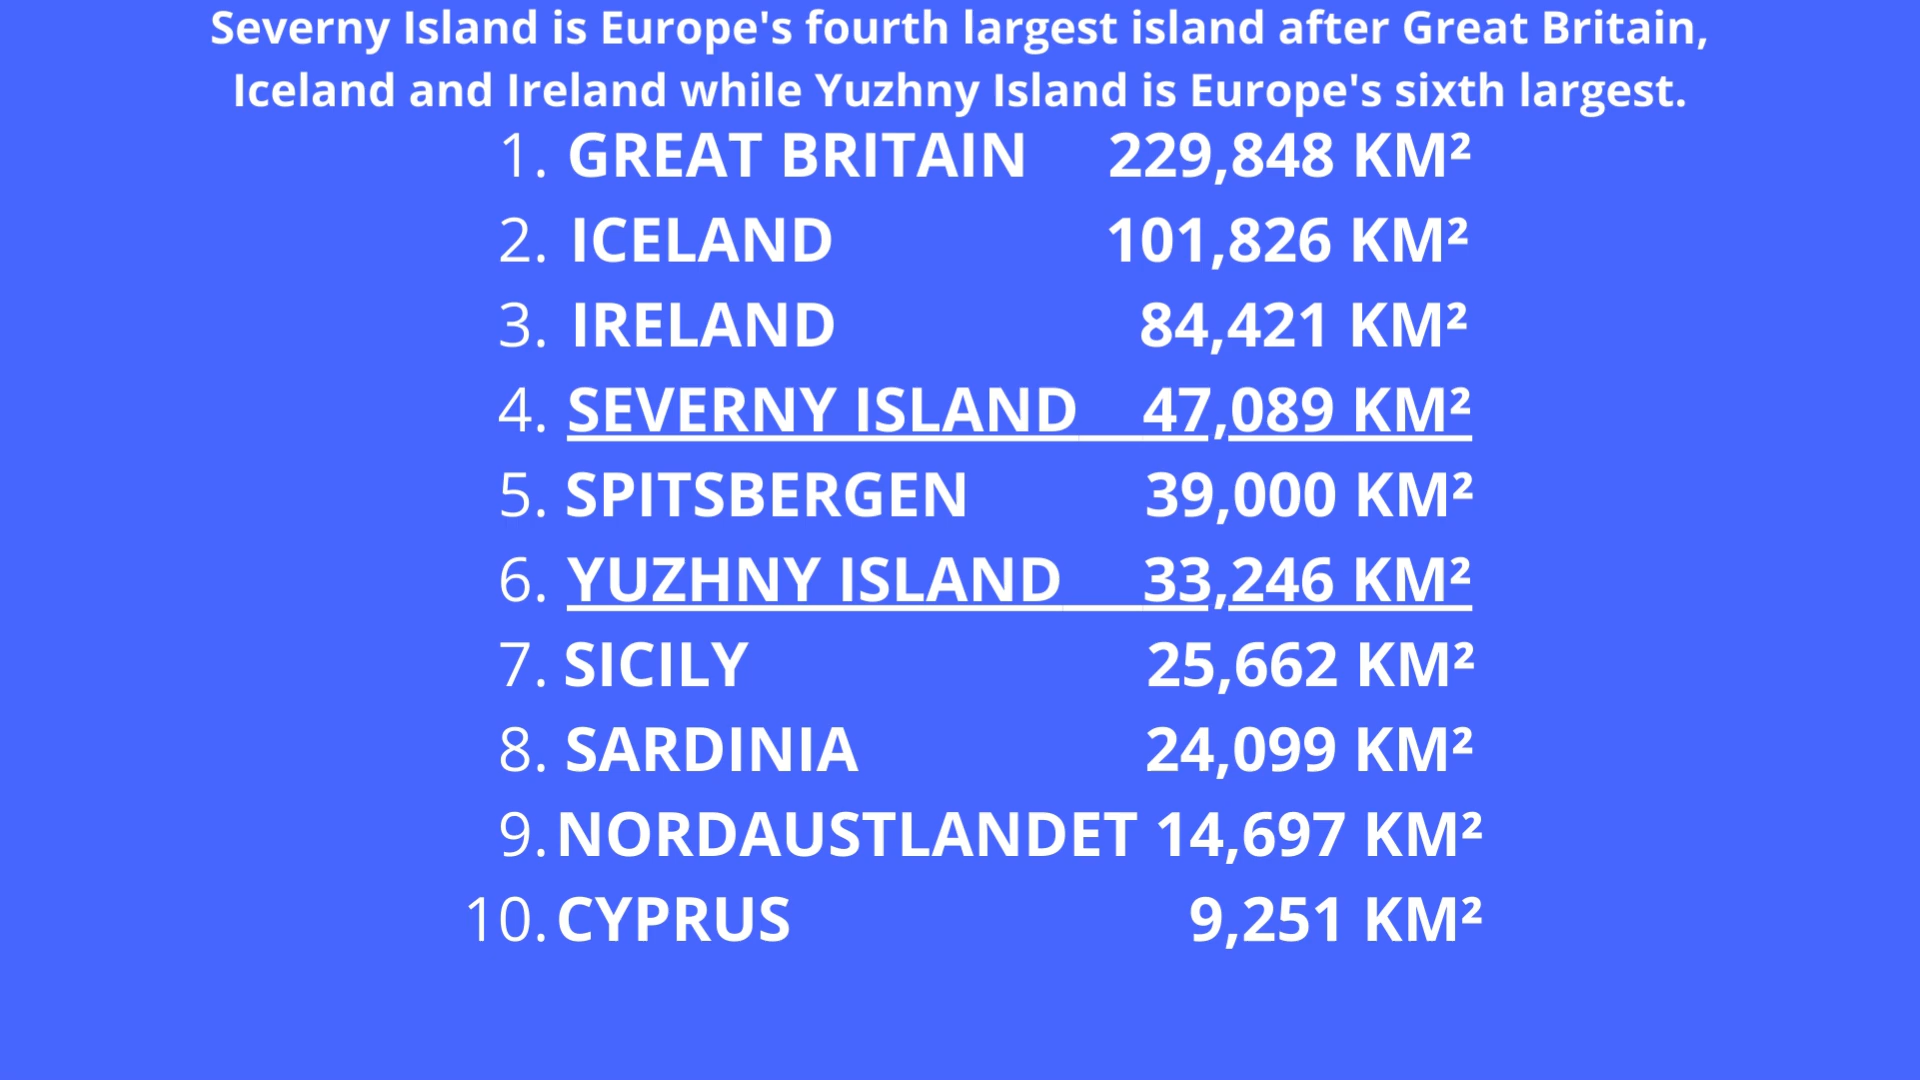 Severny Island is Europe's fourth largest island after Great Britain,
Iceland and Ireland while Yuzhny Island is Europe's sixth largest.
1. GREAT BRITAIN 229,848 KM²
2. ICELAND 101,826 KM²
3. IRELAND 84,421 KM²
4. SEVERNY ISLAND 47,089 KM²
5. SPITSBERGEN 39,000 KM²
6. YUZHNY ISLAND 33,246 KM²
7. SICILY 25,662 KM²
8. SARDINIA 24,099 KM²
9. NORDAUSTLANDET 14,697 KM²
10. CYPRUS 9,251 KM²